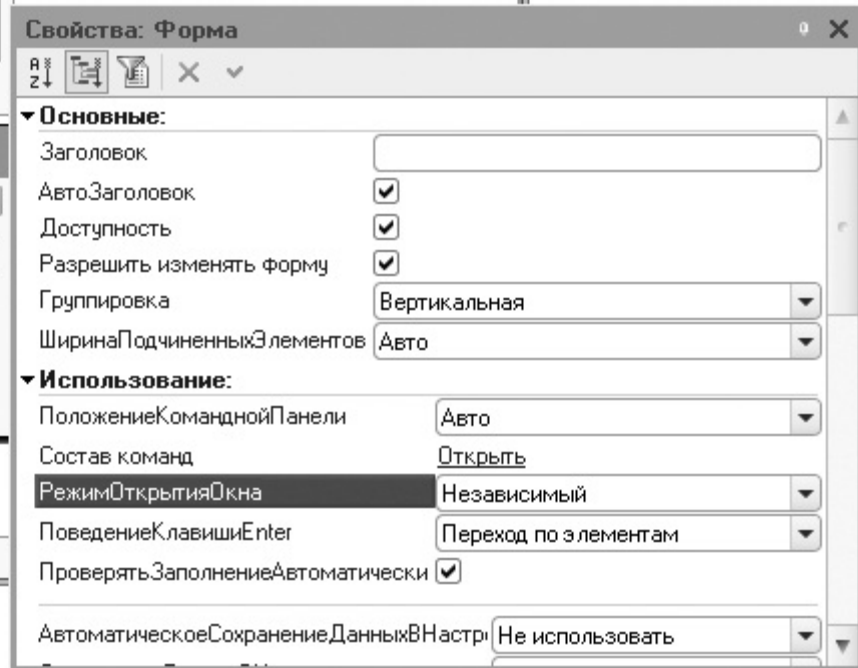 Свойства: Форма
Основные:
Заголовок
АвтоЗаголовок
Доступность
Разрешить изменять форму
Группировка Вертикальная
ШиринаПодчиненныхЭлементов Авто
Использование:
ПоложениеКоманднойПанели Авто
Состав команд Открыть
РежимОткрытияОкна Независимый
ПоведениеКлавишиEnter Переход по элементам
ПроверятьЗаполнениеАвтоматически
АвтоматическоеСохранениеДанныхВНастр Не использовать